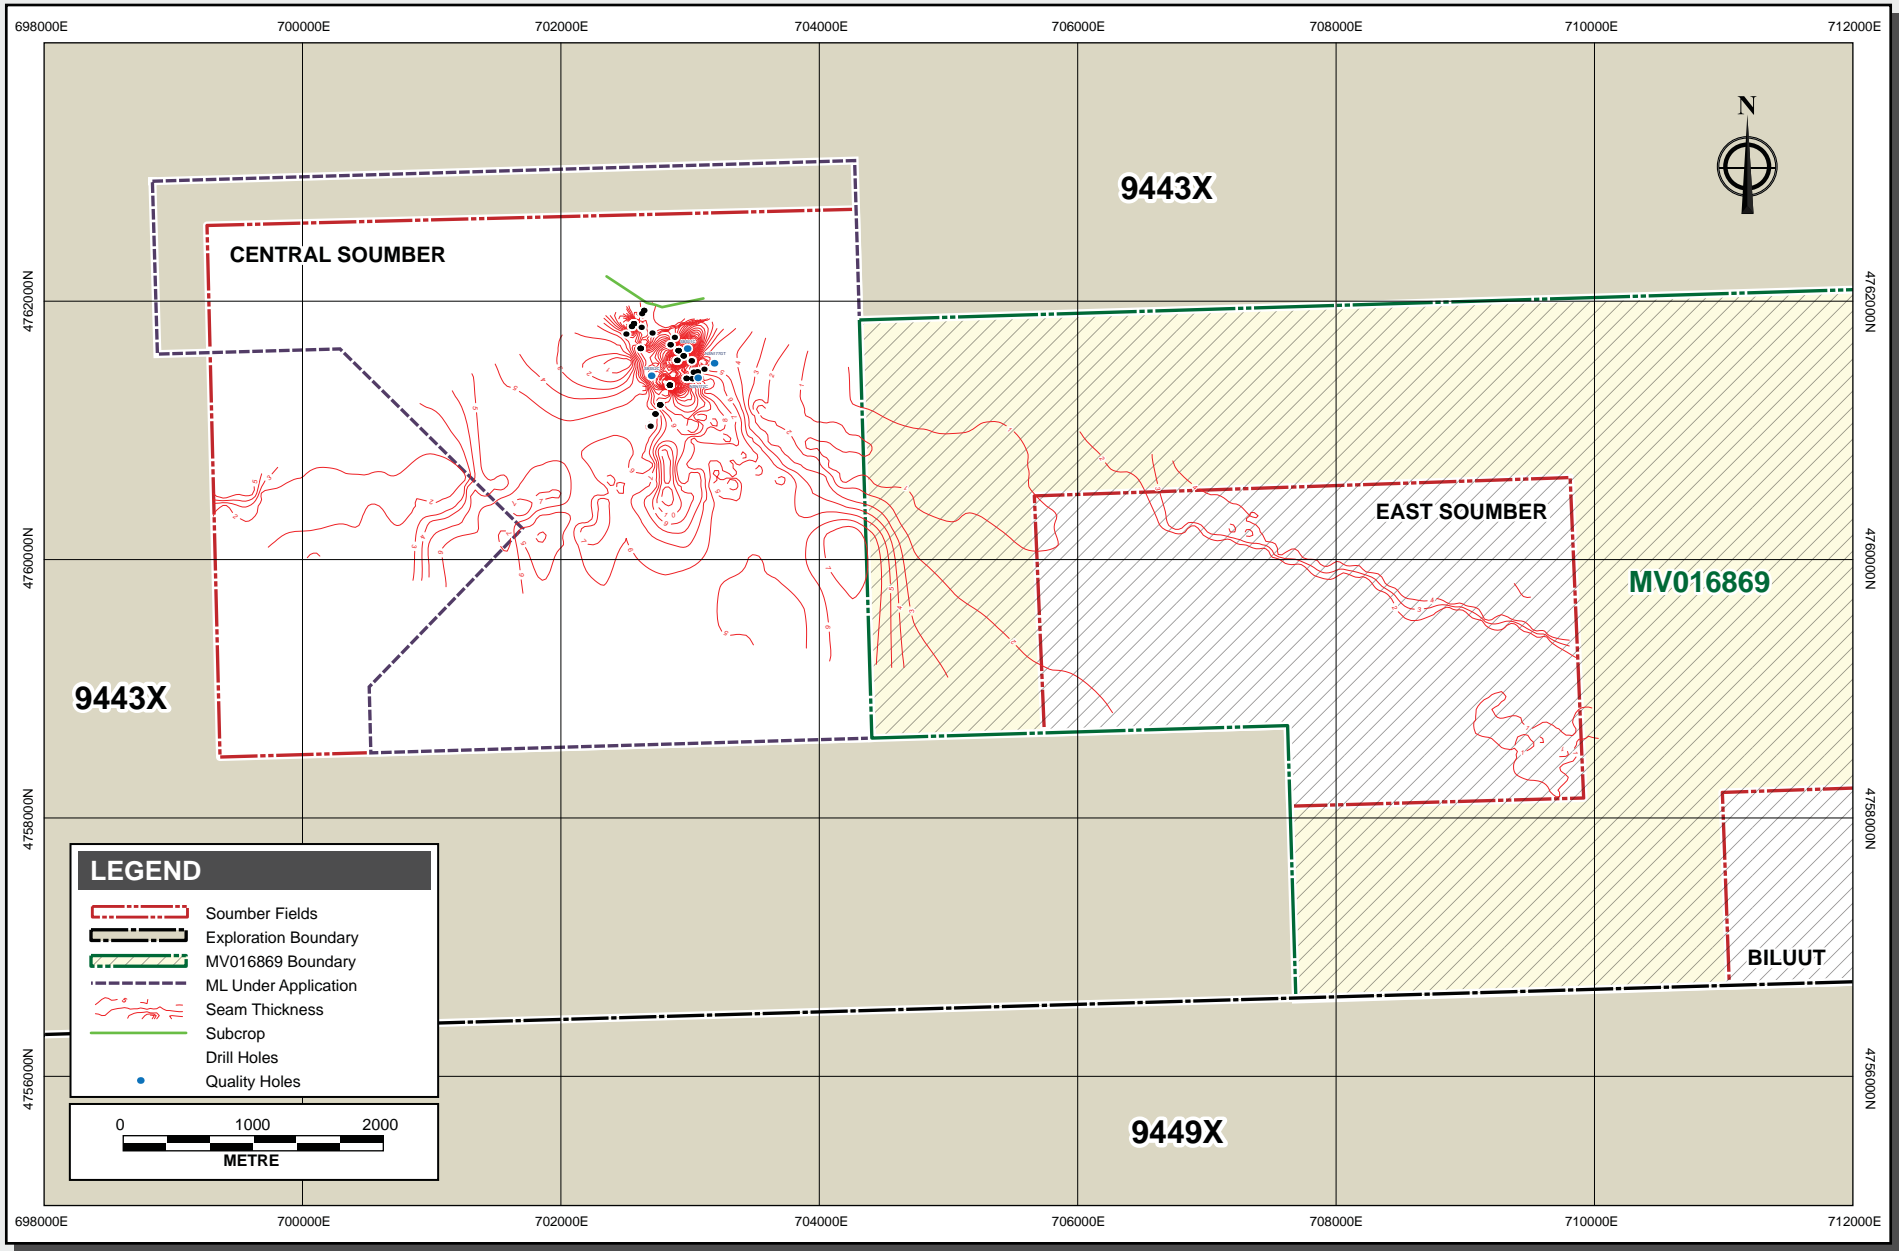 698000E 700000E 702000E 704000E 706000E 708000E 710000E 712000E
N
9443X
CENTRAL SOUMBER
4762000N 4762000N
EAST SOUMBER
4760000N 4760000N
MV016869
9443X
4758000N 4758000N
LEGEND
Soumber Fields
Exploration Boundary
MV016869 Boundary
ML Under Application
Seam Thickness
Subcrop
Drill Holes
Quality Holes
BILUUT
4756000N 4756000N
0 1000 2000
METRE
9449X
698000E 700000E 702000E 704000E 706000E 708000E 710000E 712000E